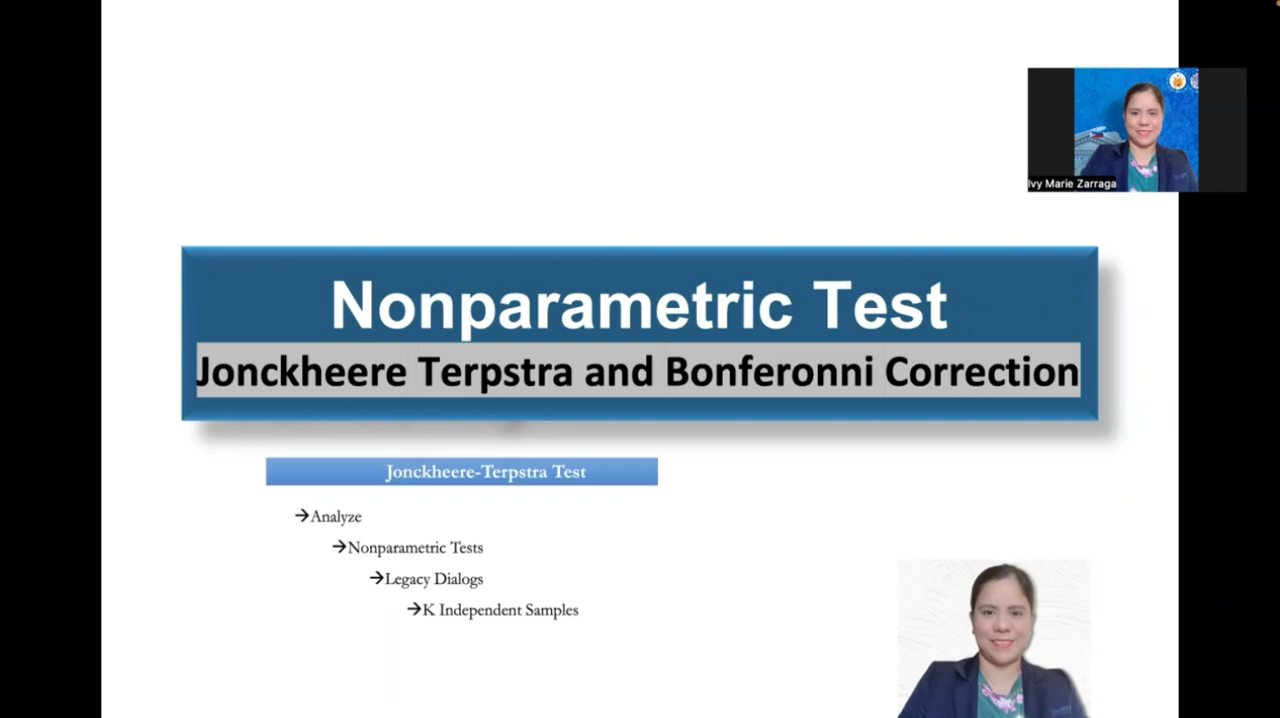 Ivy Marie Zarraga
Nonparametric Test
Jonckheere Terpstra and Bonferonni Correction
Jonckheere-Terpstra Test
→Analyze
→Nonparametric Tests
→Legacy Dialogs
→K Independent Samples